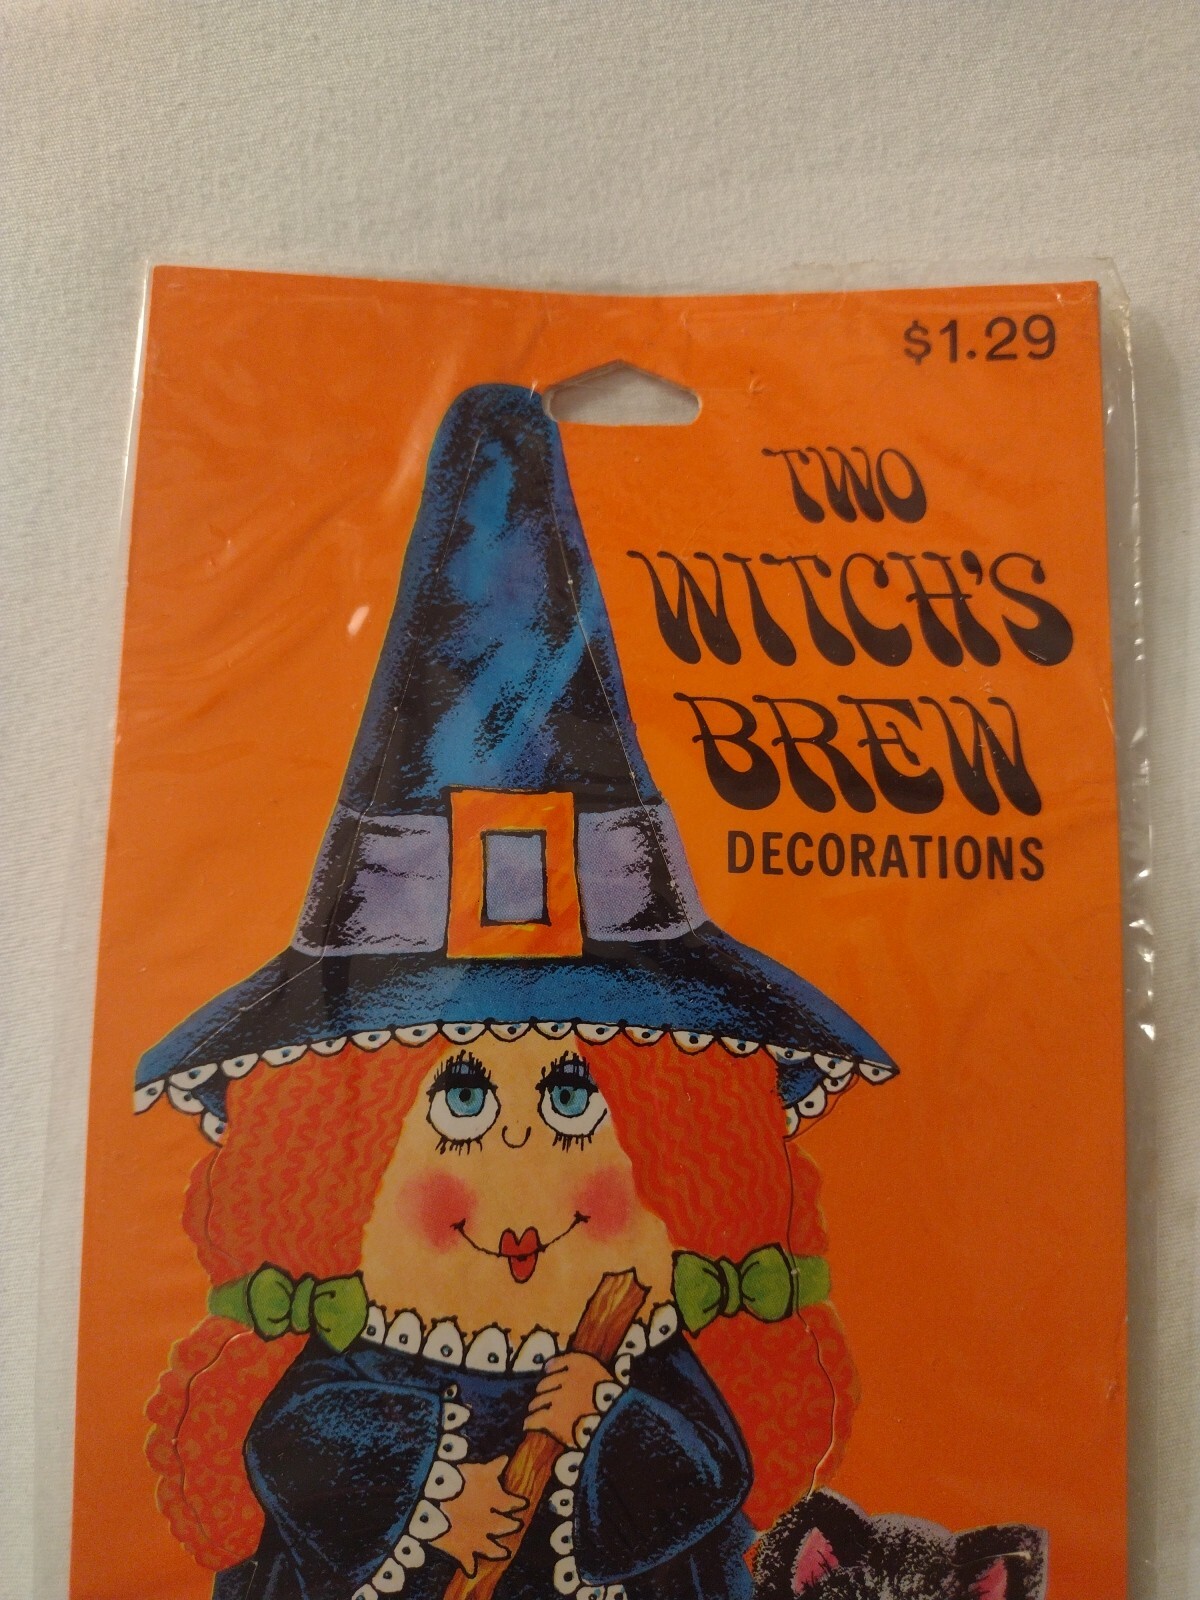 $1.29
TWO
WITCH'S
BREW
DECORATIONS